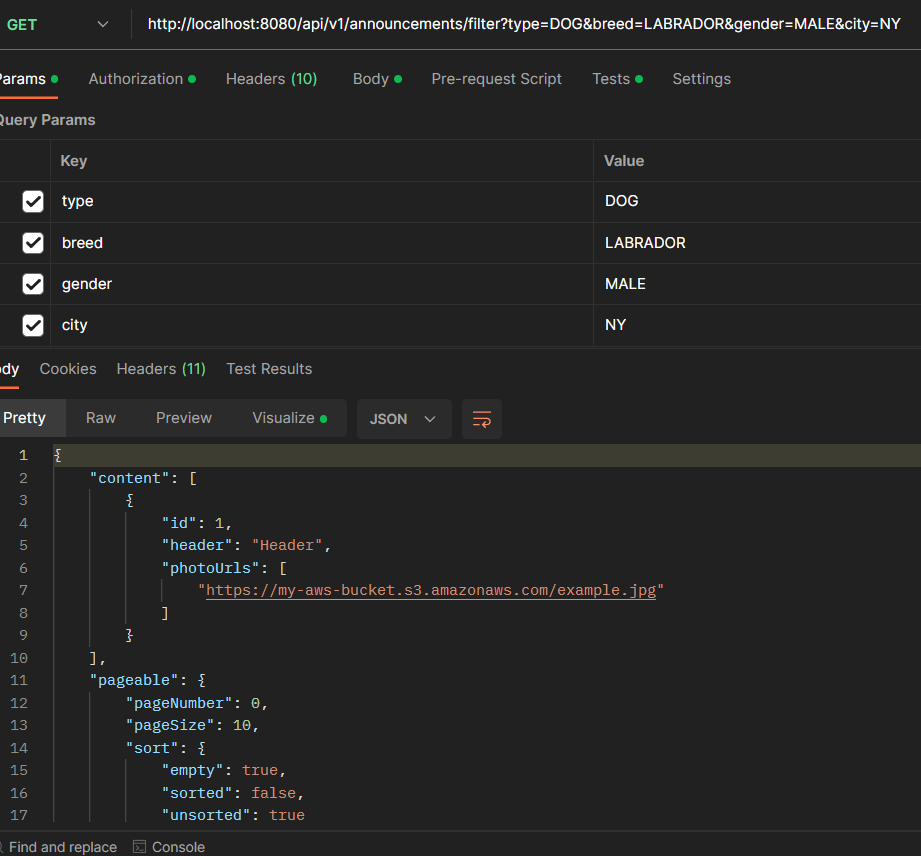 GET http://localhost:8080/api/v1/announcements/filter?type=DOG&breed=LABRADOR&gender=MALE&city=NY
Params Authorization Headers (10) Body Pre-request Script Tests Settings
Query Params
Key Value
type DOG
breed LABRADOR
gender MALE
city NY
ody Cookies Headers (11) Test Results
Pretty Raw Preview Visualize JSON
1 {
2 "content": [
3 {
4 "id": 1,
5 "header": "Header",
6 "photoUrls": [
7 "https://my-aws-bucket.s3.amazonaws.com/example.jpg"
8 ]
9 }
10 ],
11 "pageable": {
12 "pageNumber": 0,
13 "pageSize": 10,
14 "sort": {
15 "empty": true,
16 "sorted": false,
17 "unsorted": true
Find and replace Console